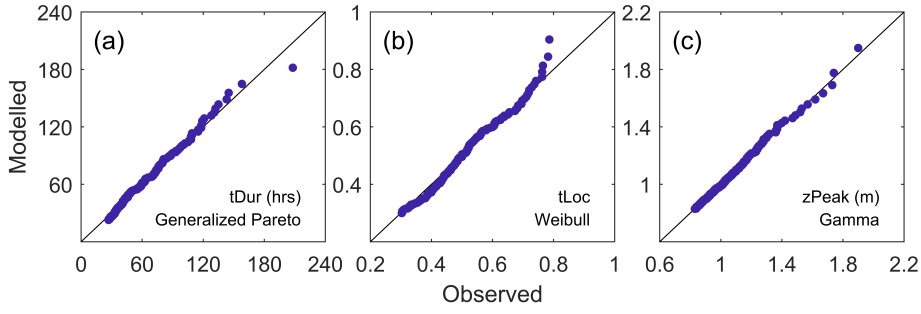 (a)
240
180
120
60
0
60
120
180
240
tDur (hrs)
Generalized Pareto
Modelled
(b)
1
0.8
0.6
0.4
0.2
0.4
0.6
0.8
1
tLoc
Weibull
Observed
(c)
2.2
1.8
1.4
1
0.6
1
1.4
1.8
2.2
zPeak (m)
Gamma